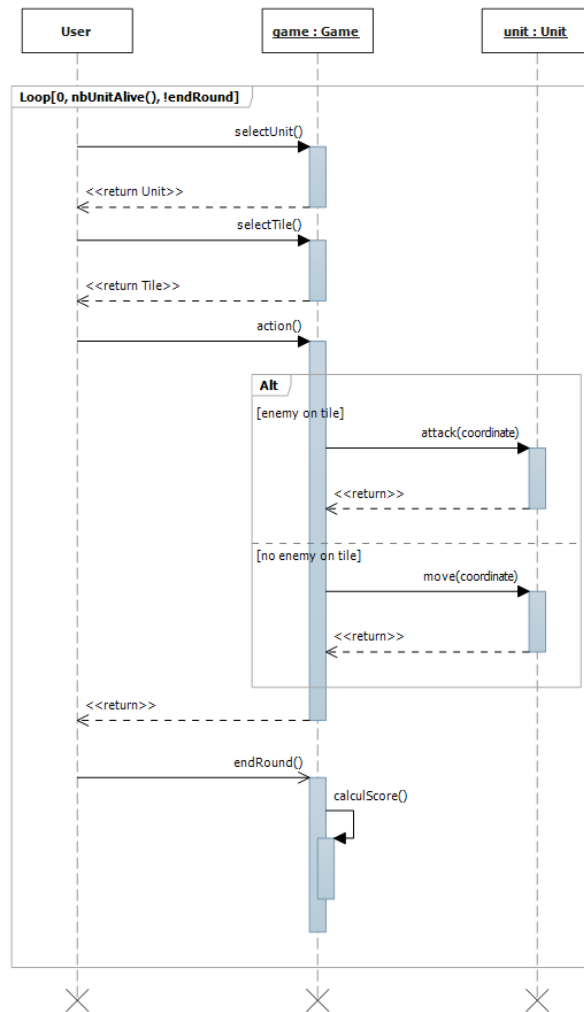 User
game : Game
unit : Unit
Loop[0, nbUnitAlive(), !endRound]
selectUnit()
<<return Unit>>
selectTile()
<<return Tile>>
action()
Alt
[enemy on tile]
attack(coordinate)
<<return>>
[no enemy on tile]
move(coordinate)
<<return>>
<<return>>
endRound()
calculScore()